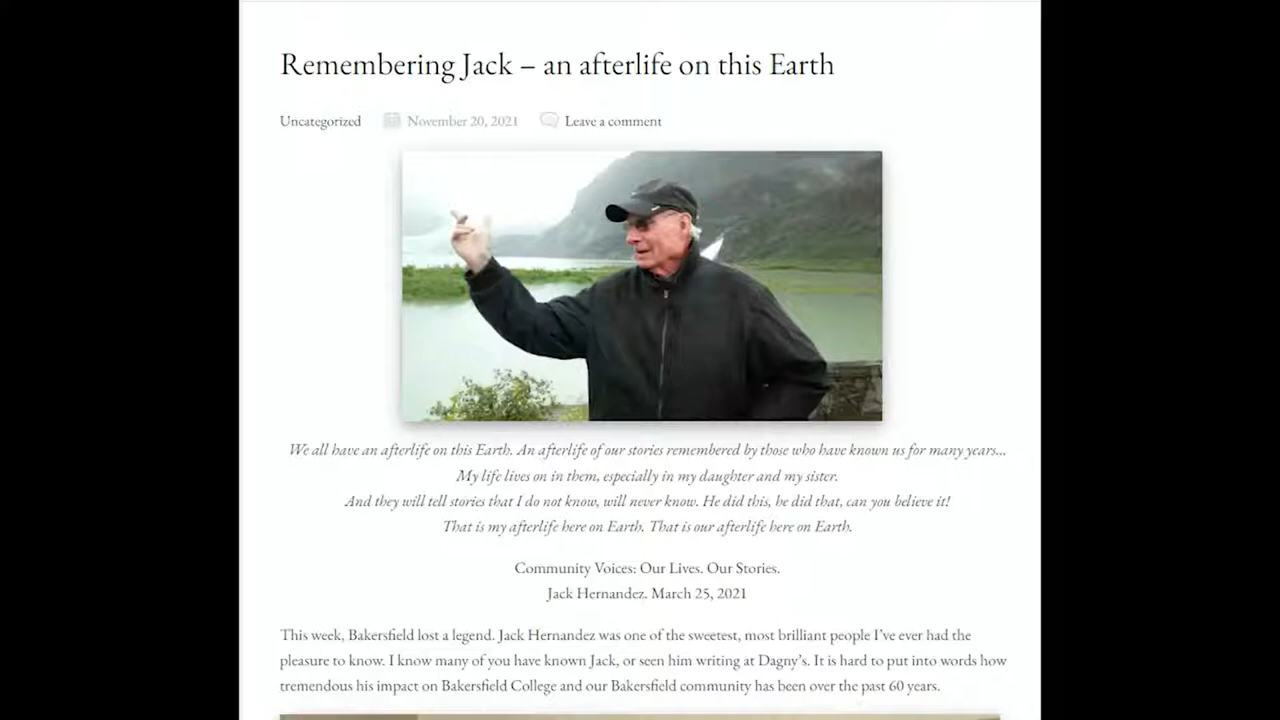 Remembering Jack – an afterlife on this Earth
Uncategorized November 20, 2021 Leave a comment
We all have an afterlife on this Earth. An afterlife of our stories remembered by those who have known us for many years...
My life lives on in them, especially in my daughter and my sister.
And they will tell stories that I do not know, will never know. He did this, he did that, can you believe it!
That is my afterlife here on Earth. That is our afterlife here on Earth.
Community Voices: Our Lives. Our Stories.
Jack Hernandez. March 25, 2021
This week, Bakersfield lost a legend. Jack Hernandez was one of the sweetest, most brilliant people I’ve ever had the
pleasure to know. I know many of you have known Jack, or seen him writing at Dagny’s. It is hard to put into words how
tremendous his impact on Bakersfield College and our Bakersfield community has been over the past 60 years.